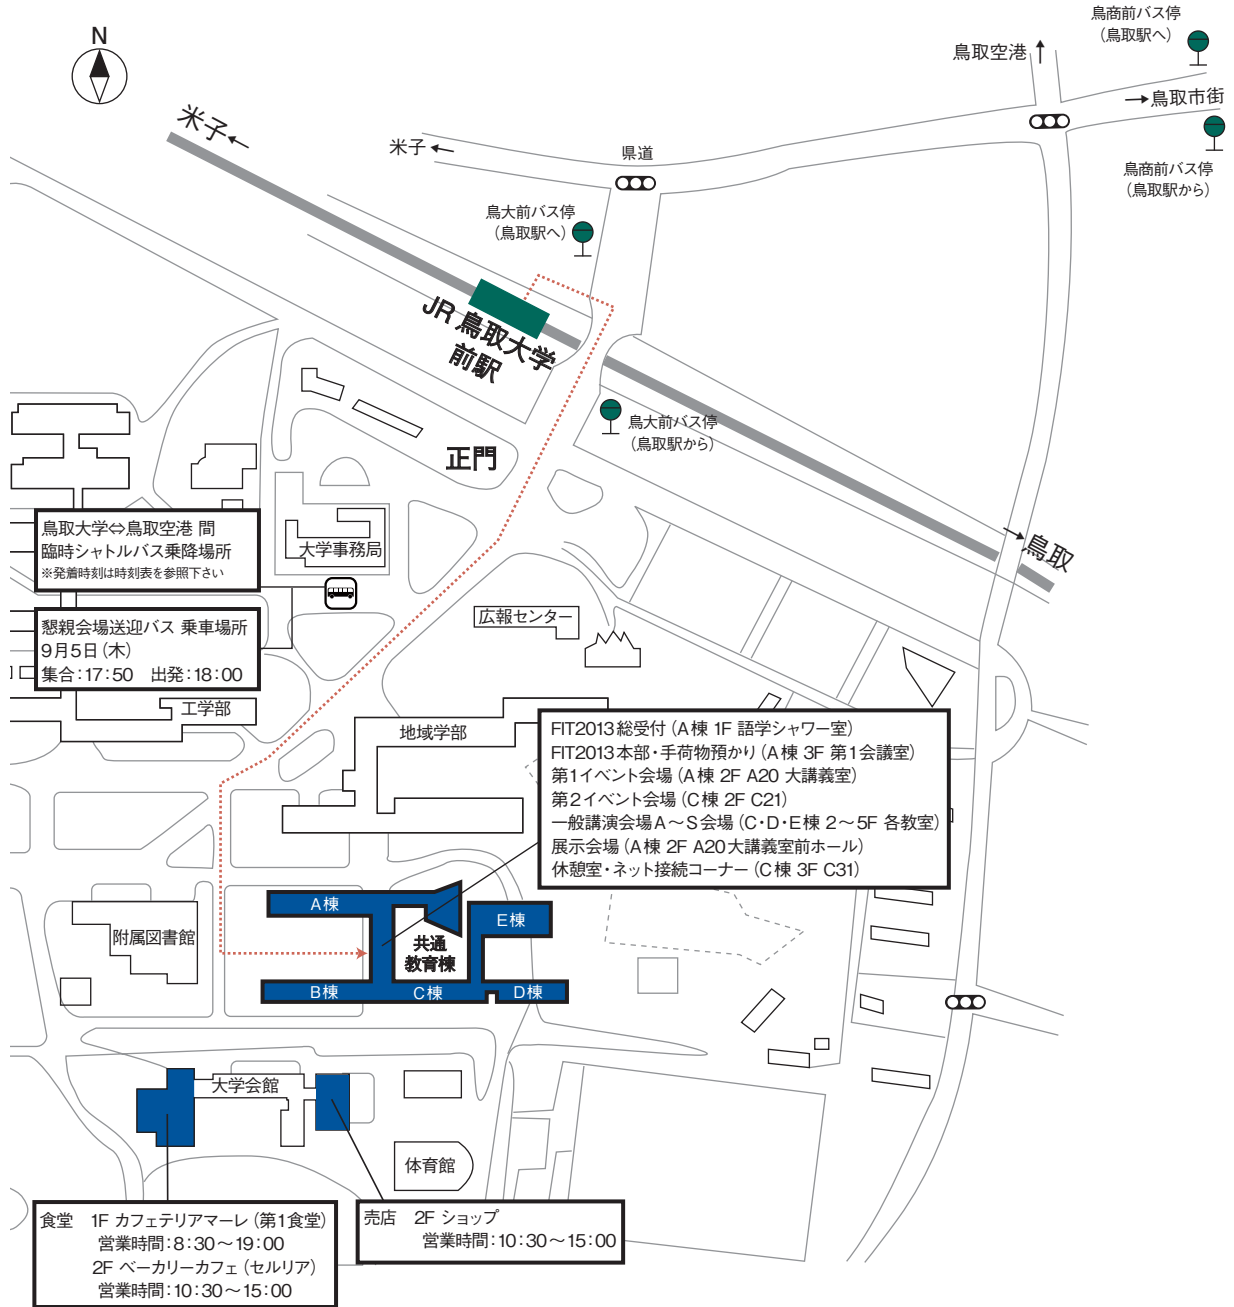 N
鳥商前バス停
(鳥取駅へ)
鳥取空港
鳥取市街
鳥商前バス停
(鳥取駅から)
米子
米子
県道
鳥大前バス停
(鳥取駅へ)
JR 鳥取大学
前駅
鳥大前バス停
(鳥取駅から)
正門
鳥取大学⇔鳥取空港 間
臨時シャトルバス乗降場所
※発着時刻は時刻表を参照下さい
大学事務局
鳥取
懇親会場送迎バス 乗車場所
9月5日(木)
集合:17:50 出発:18:00
広報センター
工学部
地域学部
FIT2013 総受付 (A棟 1F 語学シャワー室)
FIT2013 本部・手荷物預かり (A棟 3F 第1会議室)
第1イベント会場 (A棟 2F A20 大講義室)
第2イベント会場 (C棟 2F C21)
一般講演会場A～S会場 (C・D・E棟 2～5F 各教室)
展示会場 (A棟 2F A20大講義室前ホール)
休憩室・ネット接続コーナー (C棟 3F C31)
A棟
E棟
附属図書館
共通
教育棟
B棟
C棟
D棟
大学会館
体育館
食堂 1F カフェテリアマーレ (第1食堂)
営業時間:8:30～19:00
2F ベーカリーカフェ (セルリア)
営業時間:10:30～15:00
売店 2F ショップ
営業時間:10:30～15:00